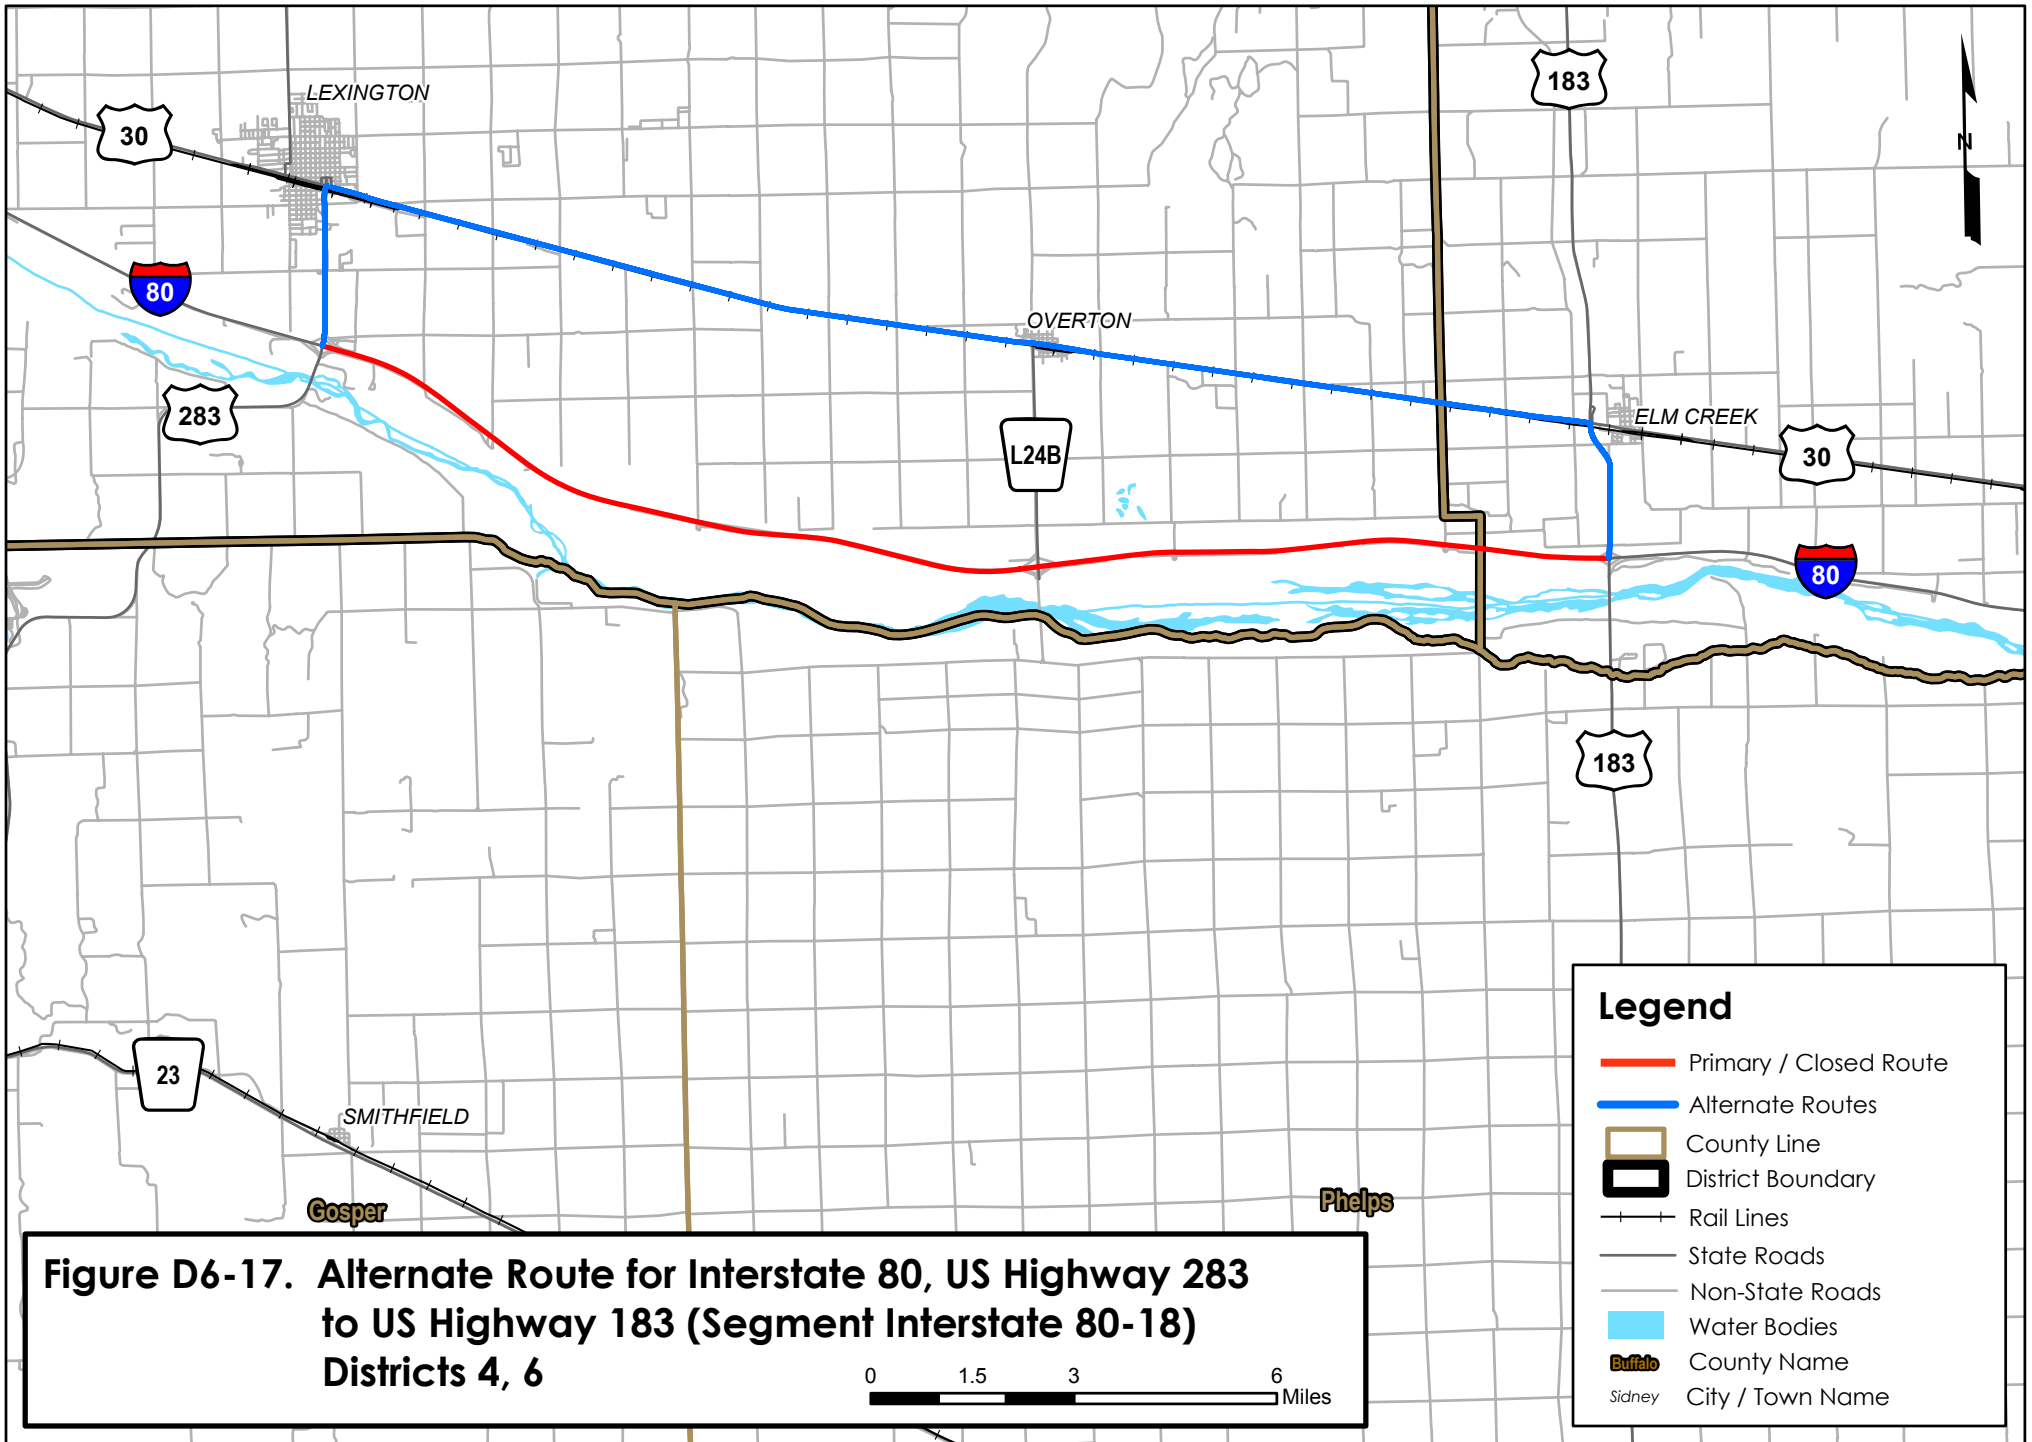 183
LEXINGTON
30
N
80
OVERTON
283
ELM CREEK
L24B
30
80
183
23
SMITHFIELD
Gosper
Phelps
Figure D6-17. Alternate Route for Interstate 80, US Highway 283
to US Highway 183 (Segment Interstate 80-18)
Districts 4, 6
0 1.5 3 6
Miles
Legend
Primary / Closed Route
Alternate Routes
County Line
District Boundary
Rail Lines
State Roads
Non-State Roads
Water Bodies
Buffalo County Name
Sidney City / Town Name